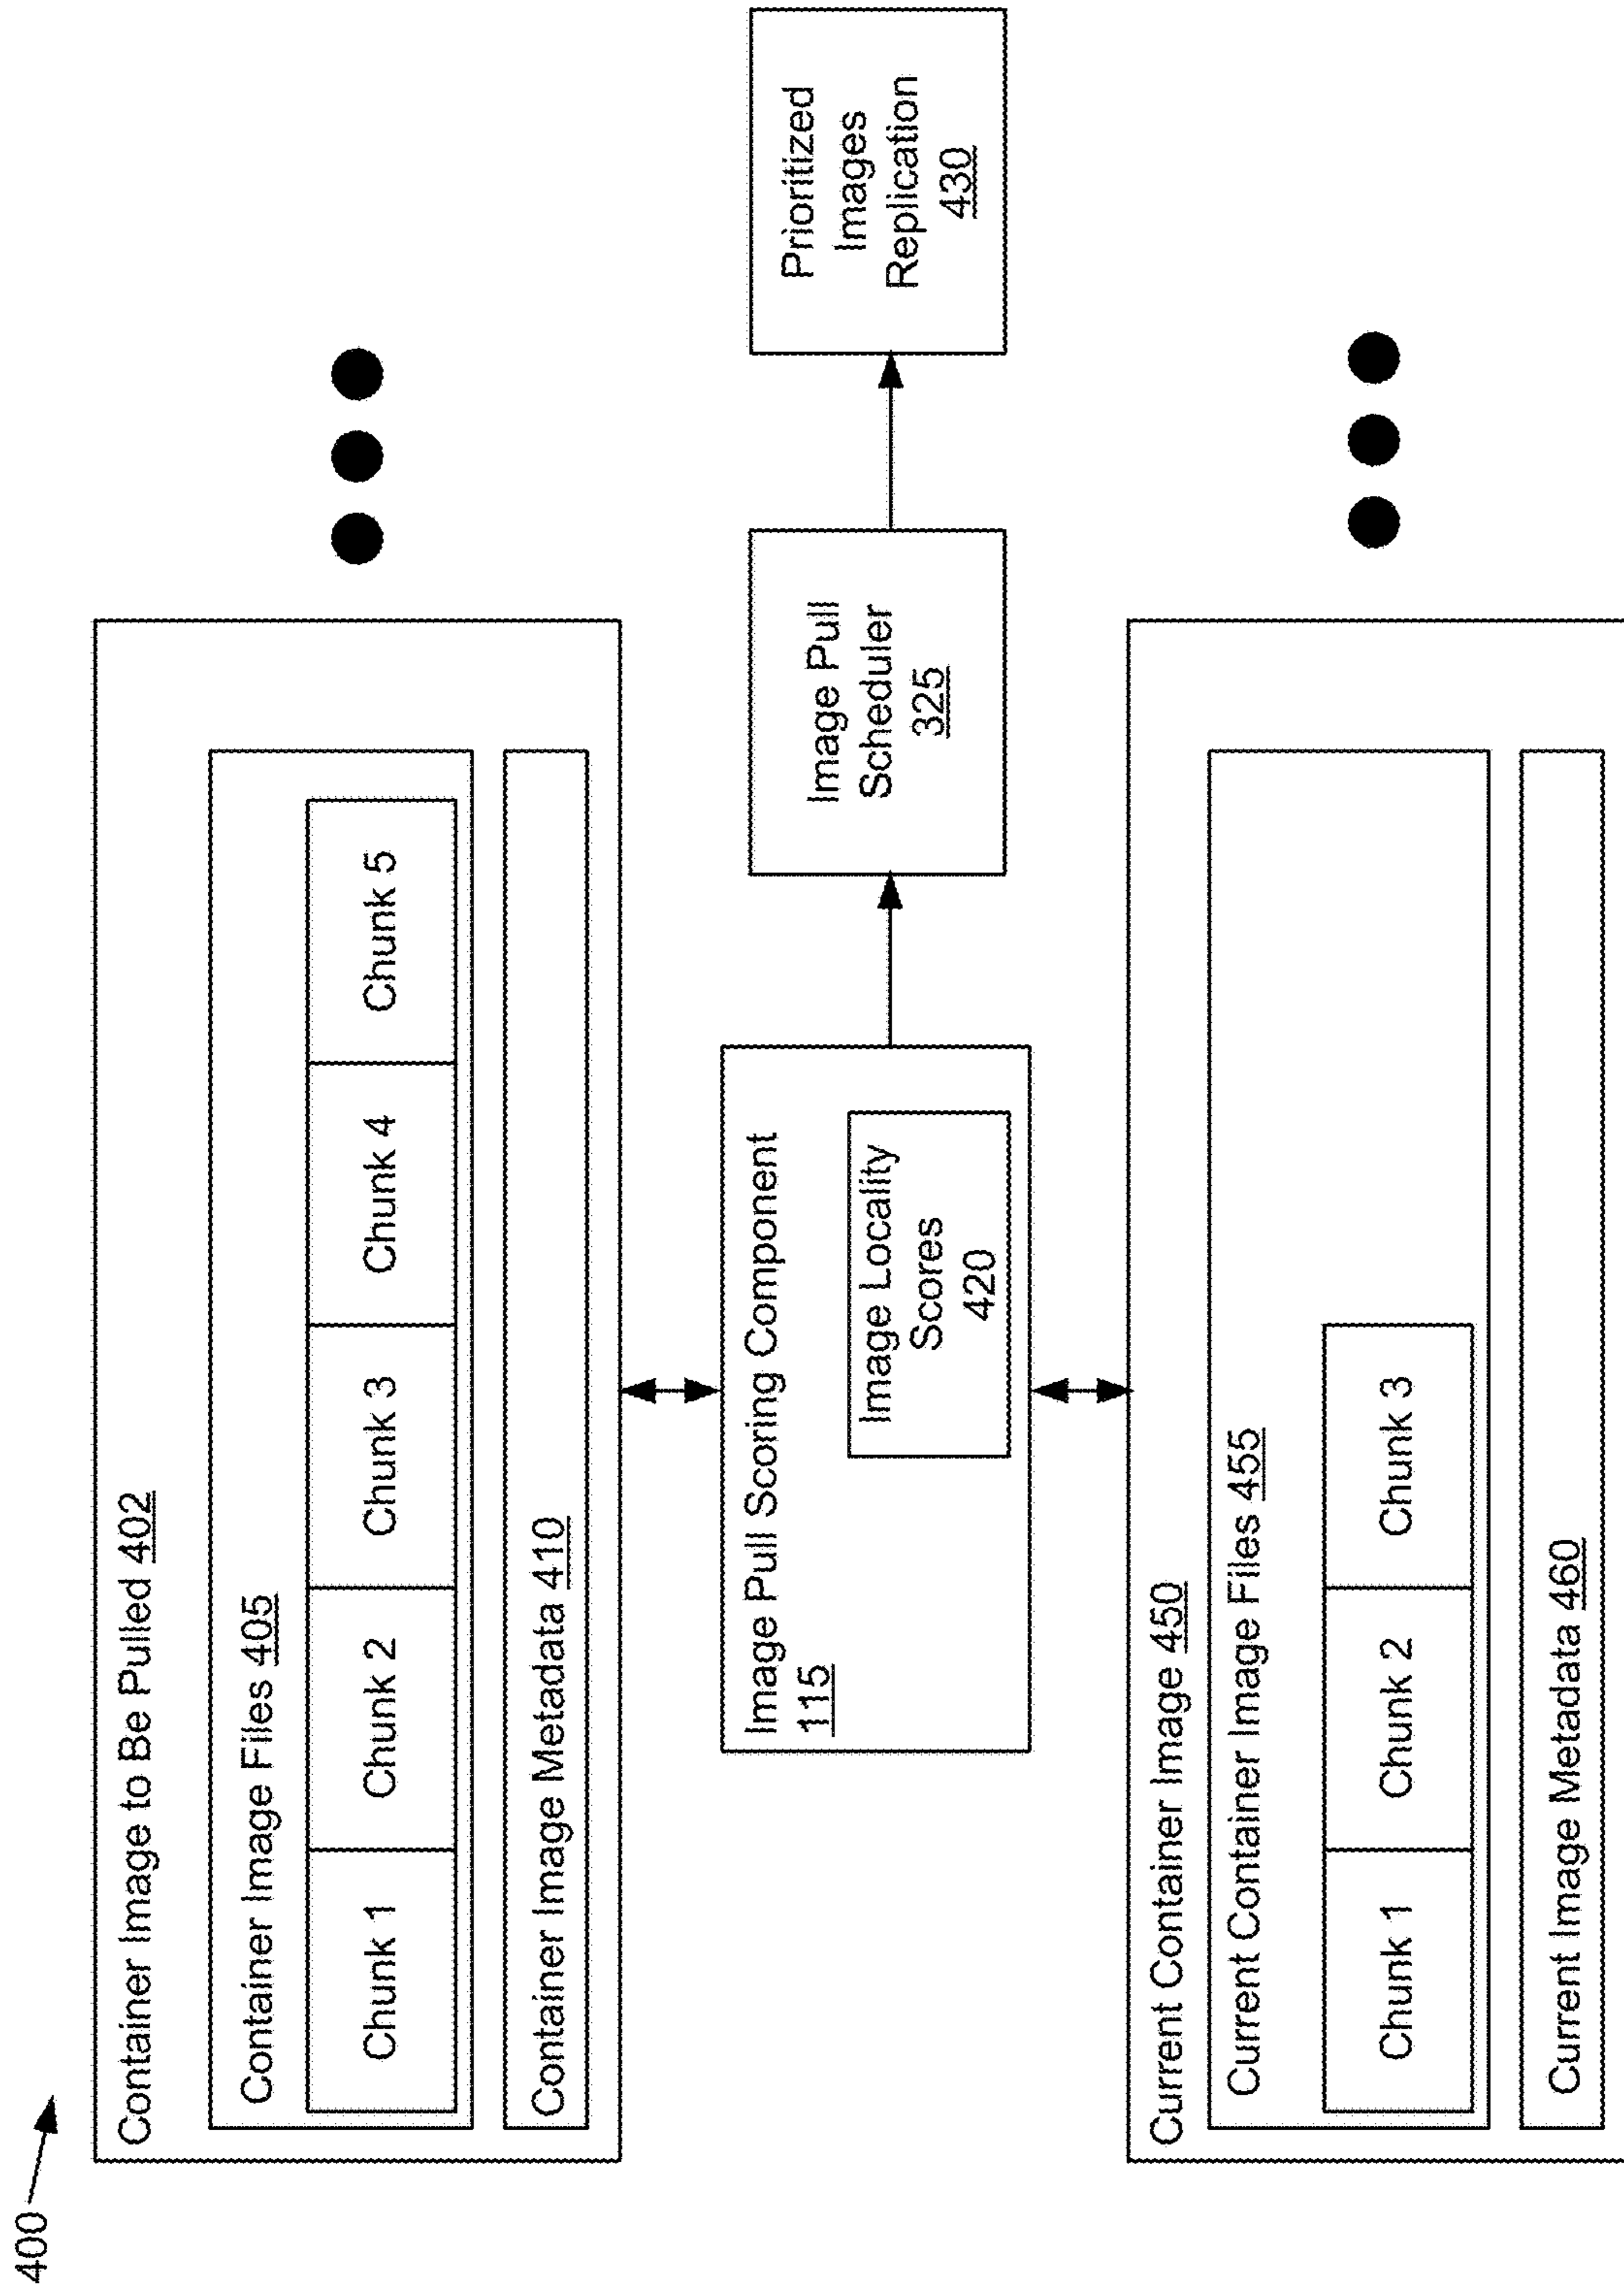 400
Container Image to Be Pulled 402
Container Image Files 405
Chunk 1
Chunk 2
Chunk 3
Chunk 4
Chunk 5
Container Image Metadata 410
Image Pull Scoring Component
115
Image Locality
Scores
420
Image Pull
Scheduler
325
Prioritized
Images
Replication
430
Current Container Image 450
Current Container Image Files 455
Chunk 1
Chunk 2
Chunk 3
Current Image Metadata 460